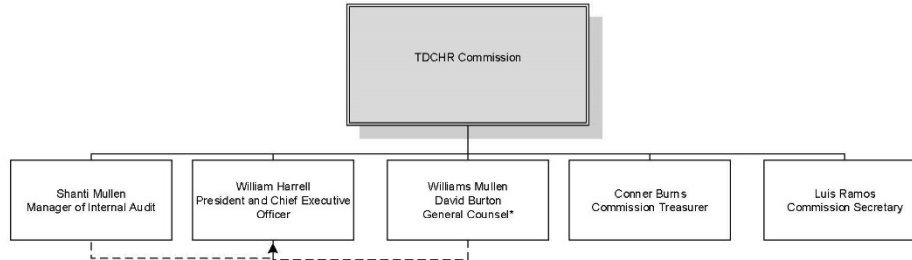 TDCHR Commission
Shanti Mullen
Manager of Internal Audit
William Harrell
President and Chief Executive
Officer
Williams Mullen
David Burton
General Counsel*
Conner Burns
Commission Treasurer
Luis Ramos
Commission Secretary